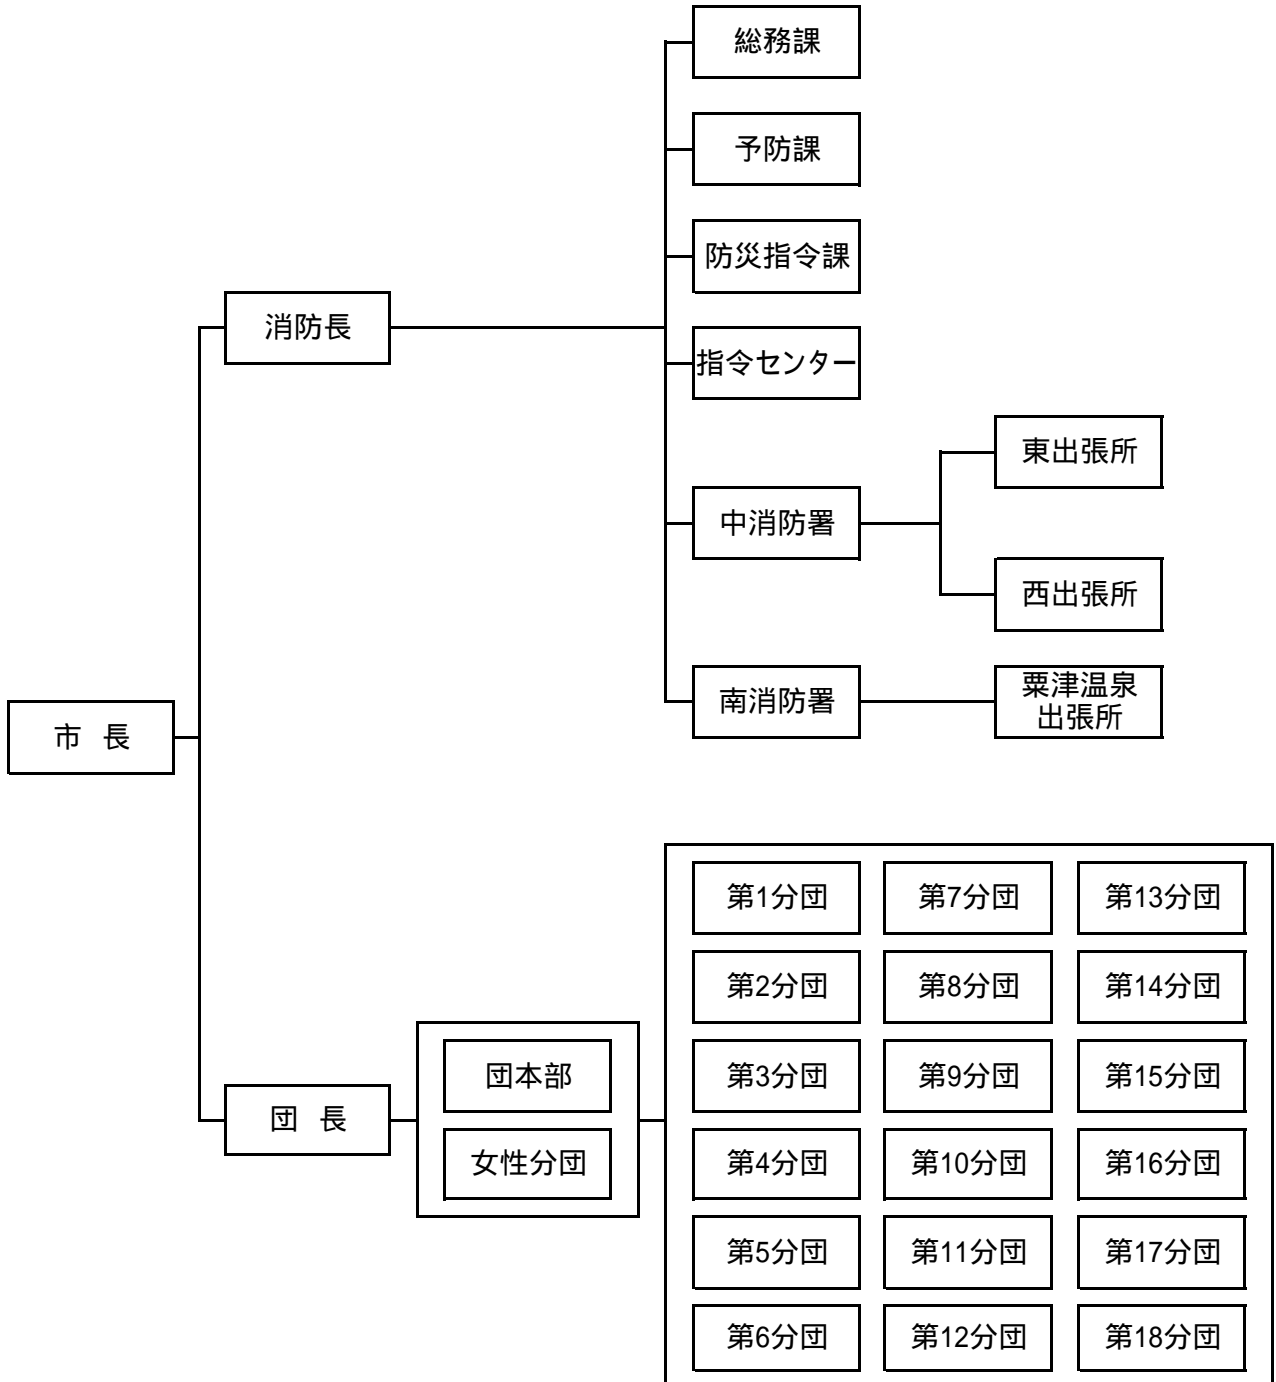 総務課
予防課
防災指令課
消防長
指令センター
東出張所
中消防署
西出張所
南消防署
粟津温泉
出張所
市 長
第1分団
第7分団
第13分団
第2分団
第8分団
第14分団
団本部
第3分団
第9分団
第15分団
団 長
女性分団
第4分団
第10分団
第16分団
第5分団
第11分団
第17分団
第6分団
第12分団
第18分団